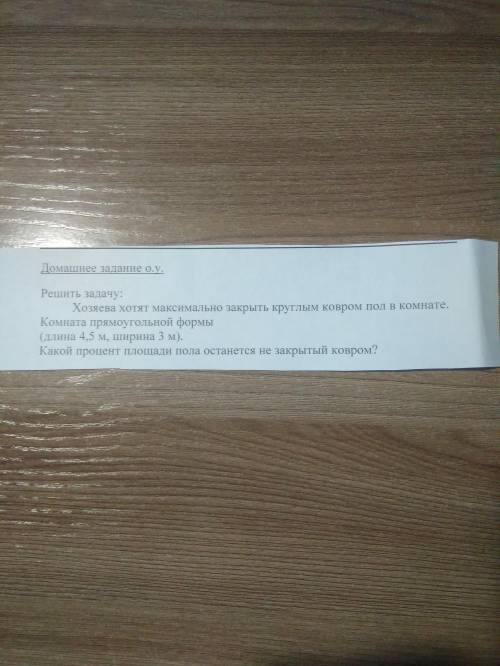 Домашнее задание о.у.
Решить задачу:
Хозяева хотят максимально закрыть круглым ковром пол в комнате.
Комната прямоугольной формы
(длина 4,5 м, ширина 3 м).
Какой процент площади пола останется не закрытый ковром?